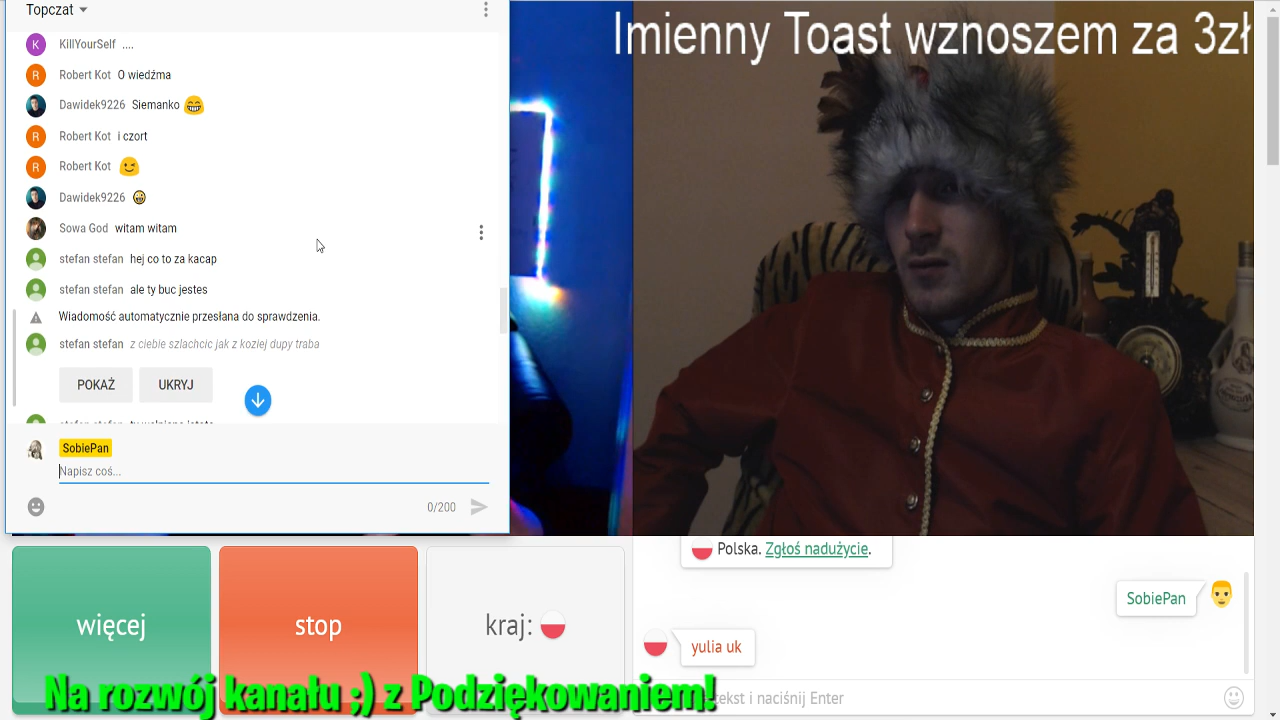 Topczat
K KillYourSelf ....
R Robert Kot O wiedźma
Dawidek9226 Siemanko
R Robert Kot i czort
R Robert Kot
Dawidek9226
Sowa God witam witam
stefan stefan hej co to za kacap
stefan stefan ale ty buc jestes
Wiadomość automatycznie przesłana do sprawdzenia.
stefan stefan z ciebie szlachcic jak z koziej dupy traba
POKAŻ UKRYJ
SobiePan
Napisz coś...
0/200
Imienny Toast wznoszem za 3zł
Polska. Zgłoś nadużycie.
SobiePan
yulia uk
tekst i naciśnij Enter
więcej
stop
kraj:
Na rozwój kanału ;) z Podziękowaniem!